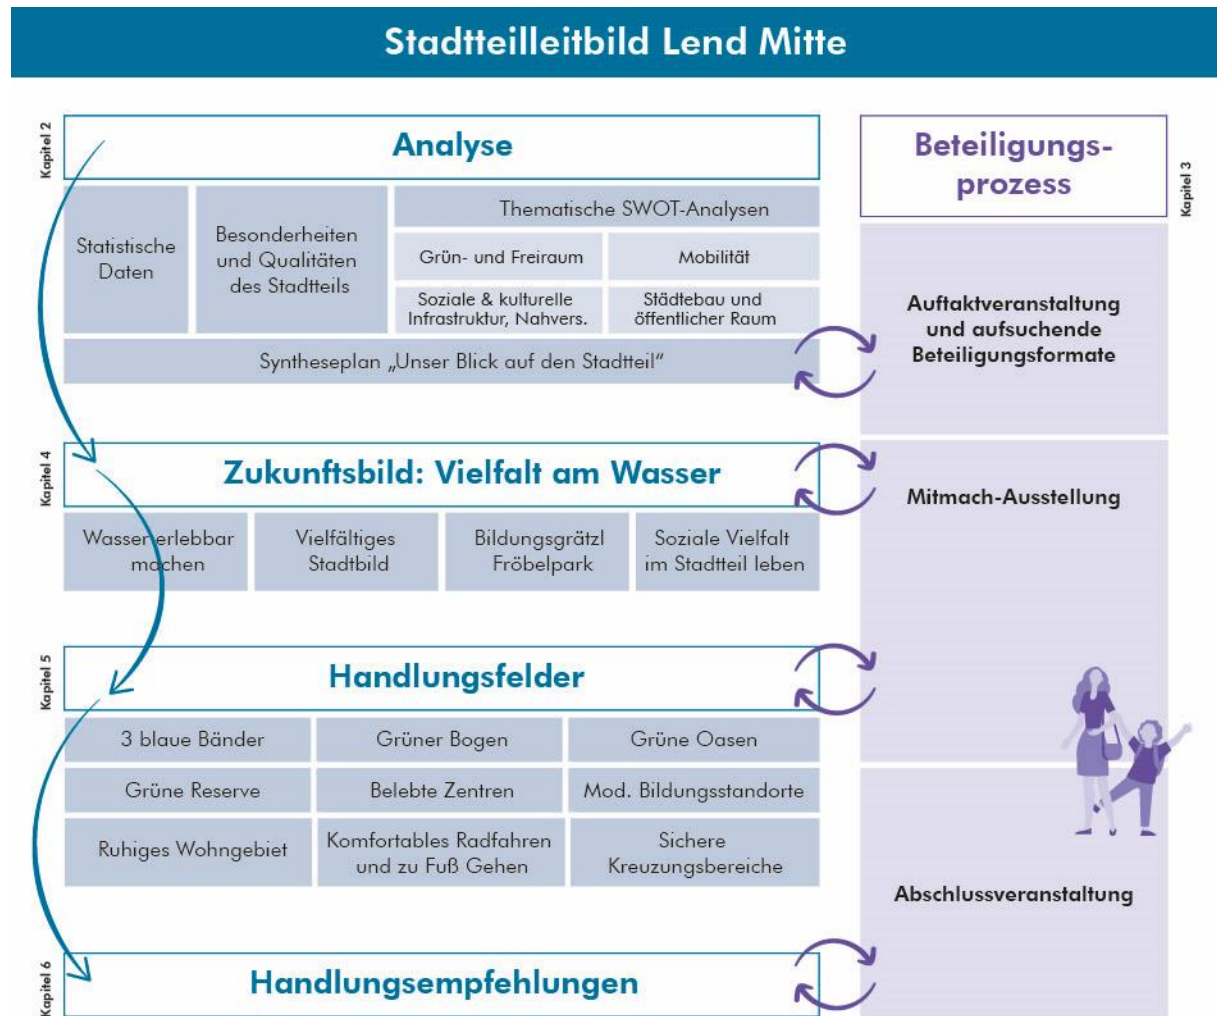 Stadtteilleitbild Lend Mitte
Kapitel 2
Analyse
Statistische
Daten
Besonderheiten
und Qualitäten
des Stadtteils
Thematische SWOT-Analysen
Grün- und Freiraum
Mobilität
Soziale & kulturelle
Infrastruktur, Nahvers.
Städtebau und
öffentlicher Raum
Syntheseplan „Unser Blick auf den Stadtteil“
Kapitel 4
Zukunftsbild: Vielfalt am Wasser
Wasser erlebbar
machen
Vielfältiges
Stadtbild
Bildungsgrätzl
Fröbelpark
Soziale Vielfalt
im Stadtteil leben
Kapitel 5
Handlungsfelder
3 blaue Bänder
Grüner Bogen
Grüne Oasen
Grüne Reserve
Belebte Zentren
Mod. Bildungsstandorte
Ruhiges Wohngebiet
Komfortables Radfahren
und zu Fuß Gehen
Sichere
Kreuzungsbereiche
Kapitel 6
Handlungsempfehlungen
Beteiligungs-
prozess
Kapitel 3
Auftaktveranstaltung
und aufsuchende
Beteiligungsformate
Mitmach-Ausstellung
Abschlussveranstaltung